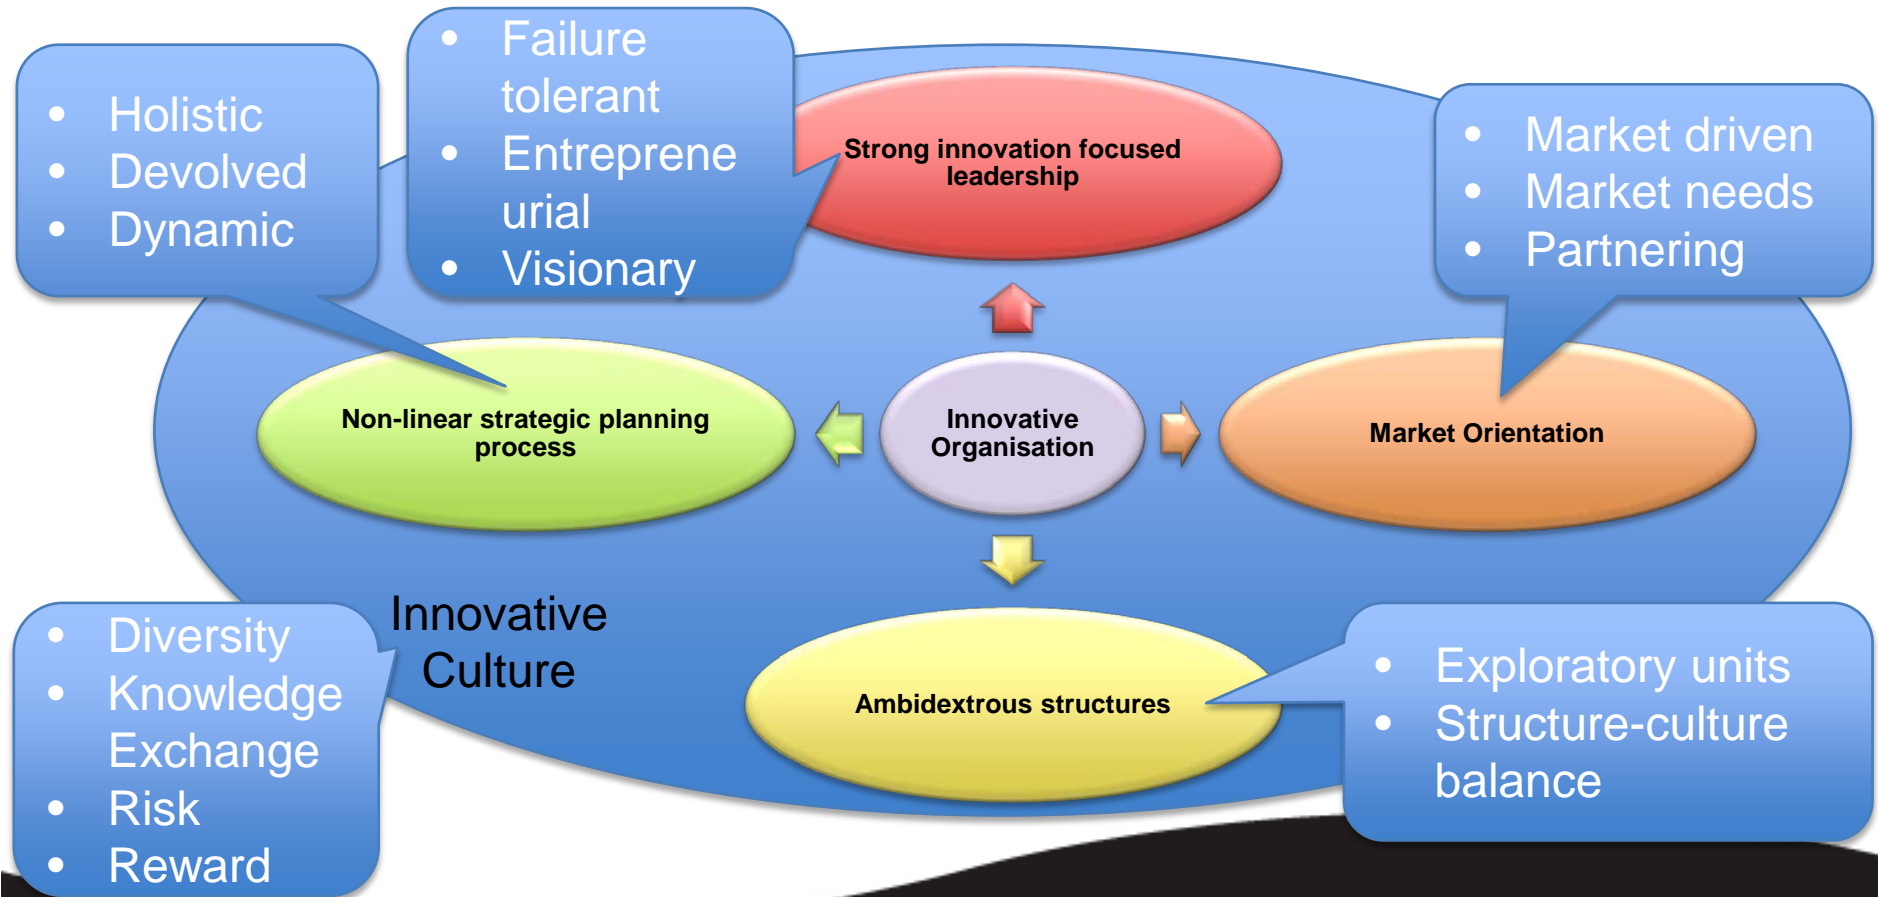 • Holistic
• Devolved
• Dynamic
• Failure
tolerant
• Entreprene
urial
• Visionary
Strong innovation focused
leadership
• Market driven
• Market needs
• Partnering
Non-linear strategic planning
process
Innovative
Organisation
Market Orientation
• Diversity
• Knowledge
Exchange
• Risk
• Reward
Innovative
Culture
Ambidextrous structures
• Exploratory units
• Structure-culture
balance